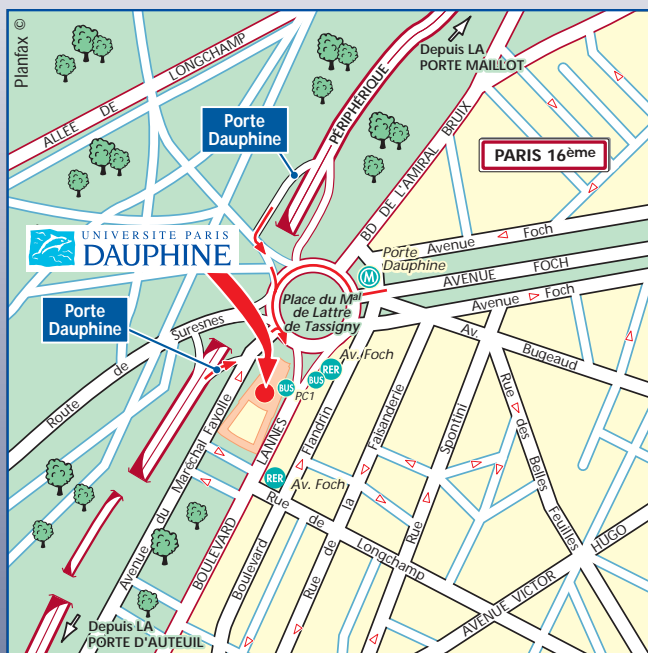 Planfax ©
ALLÉE DE LONGCHAMP
Depuis LA
PORTE MAILLOT
PÉRIPHÉRIQUE
Porte
Dauphine
BD DE L'AMIRAL BRUIX
PARIS 16ème
UNIVERSITE PARIS
DAUPHINE
Porte
Dauphine
M
Avenue Foch
AVENUE FOCH
Avenue Foch
Place du Mal
de Lattre
de Tassigny
Porte
Dauphine
Route de Suresnes
Av. Bugeaud
Av. Foch
RER
BUS
BUS
PC1
Rue des Belles Feuilles
Avenue du Maréchal Fayolle
BOULEVARD LANNES
Boulevard Flandrin
Rue de la Faisanderie
Rue Spontini
RER
Av. Foch
Rue de Longchamp
AVENUE VICTOR HUGO
Depuis LA
PORTE D'AUTEUIL